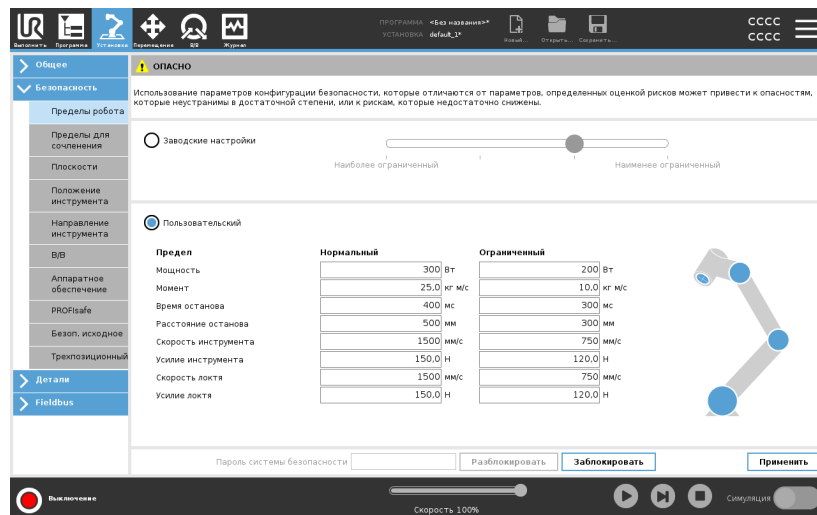 ПРОГРАММА <Без названия>*
УСТАНОВКА default_1*
Выполнить Программа Установка Перемещение В/В Журнал
Новый... Открыть... Сохранить...
CCCC
CCCC
Общее
Безопасность
Пределы робота
Пределы для
сочленения
Плоскости
Положение
инструмента
Направление
инструмента
В/В
Аппаратное
обеспечение
PROFIsafe
Безоп. исходное
Трехпозиционный
Детали
Fieldbus
ОПАСНО
Использование параметров конфигурации безопасности, которые отличаются от параметров, определенных оценкой рисков может привести к опасностям,
которые неустранимы в достаточной степени, или к рискам, которые недостаточно снижены.
Заводские настройки
Наиболее ограниченный Наименее ограниченный
Пользовательский
Предел Нормальный Ограниченный
Мощность 300 Вт 200 Вт
Момент 25,0 кг м/с 10,0 кг м/с
Время останова 400 мс 300 мс
Расстояние останова 500 мм 300 мм
Скорость инструмента 1500 мм/с 750 мм/с
Усилие инструмента 150,0 Н 120,0 Н
Скорость локтя 1500 мм/с 750 мм/с
Усилие локтя 150,0 Н 120,0 Н
Пароль системы безопасности Разблокировать Заблокировать Применить
Выключение
Скорость 100%
Симуляция